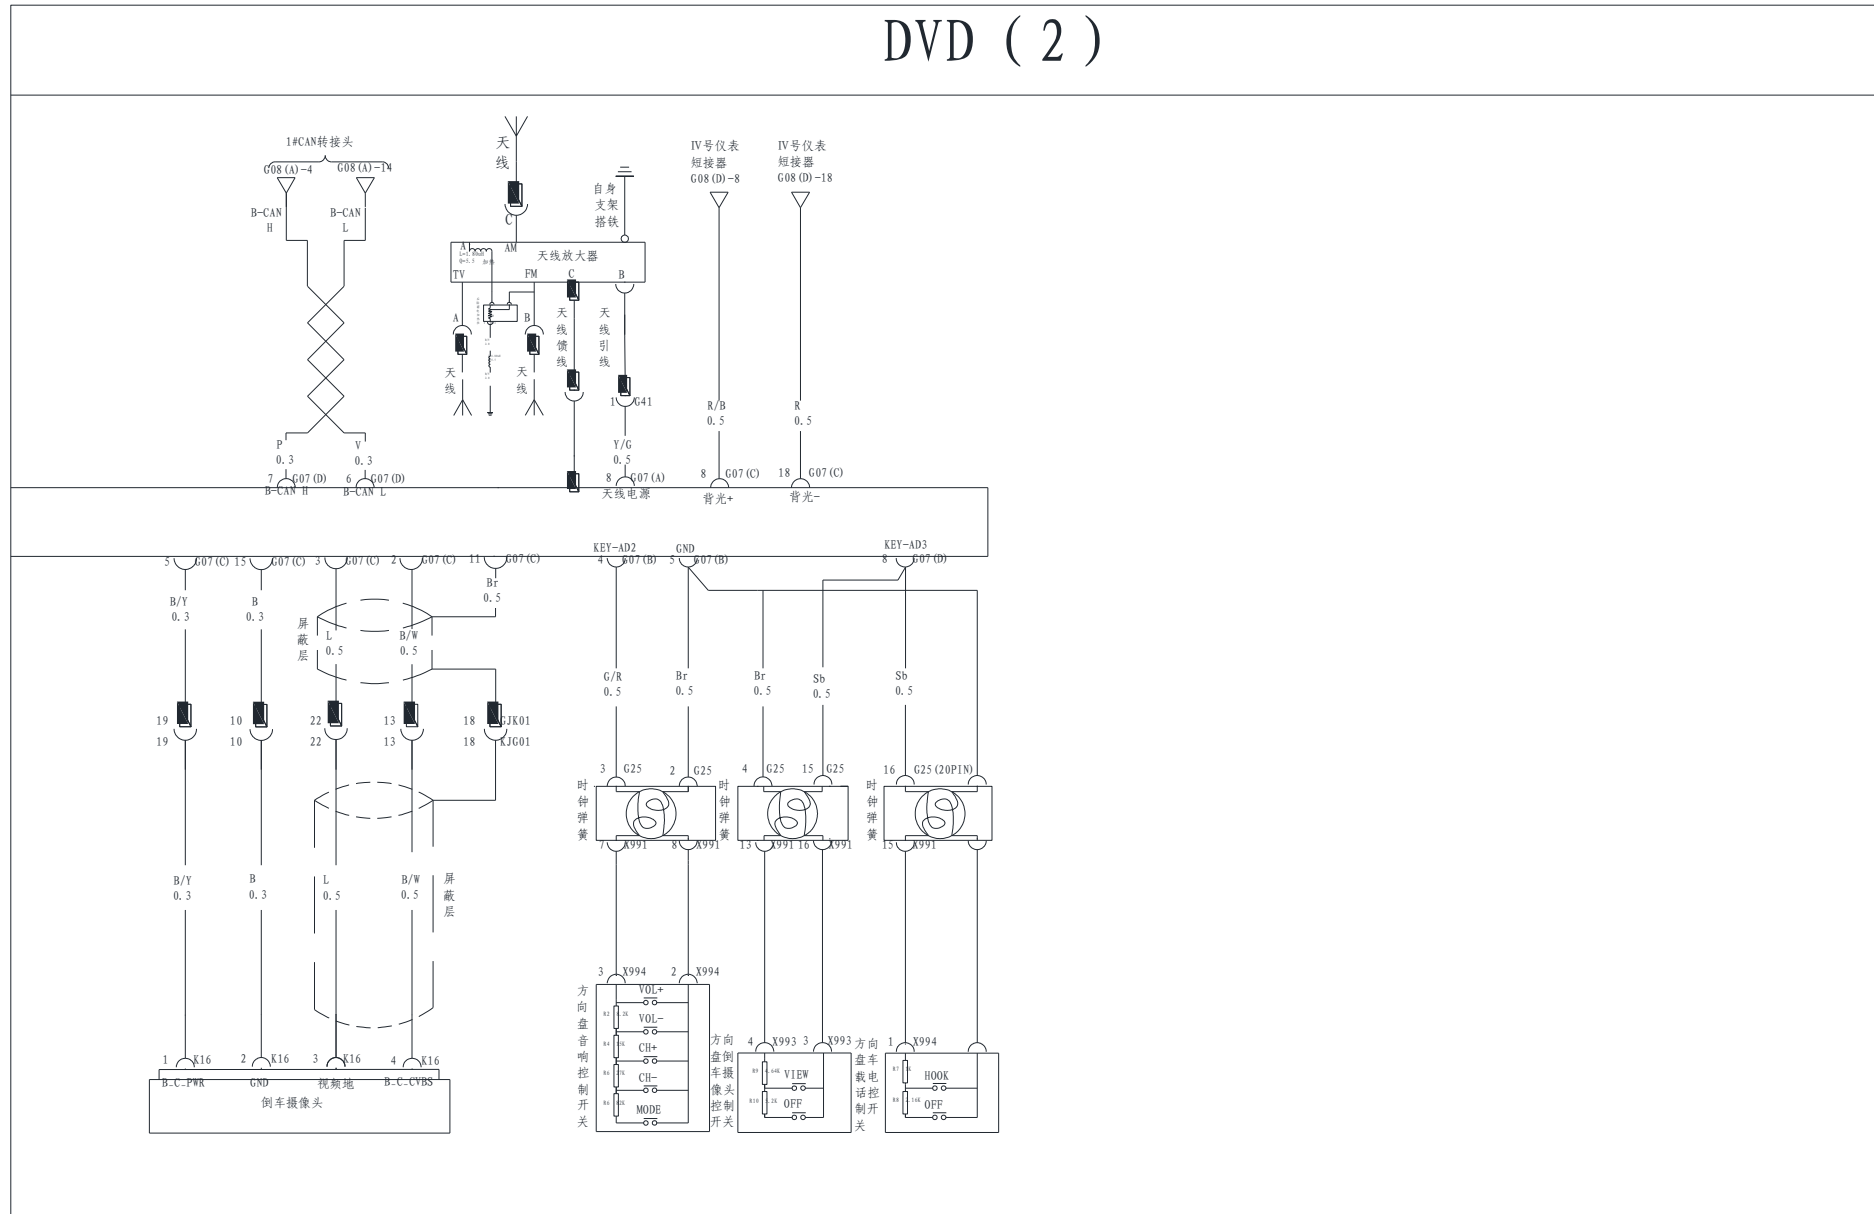 DVD ( 2 )
1#CAN转接头
G08(A)-4
G08(A)-14
B-CAN
H
B-CAN
L
P
0.3
V
0.3
7
G07(D)
6
G07(D)
B-CAN H
B-CAN L
天线
C
自身
支架
搭铁
A
AM
天线放大器
TV
FM
C
B
A
B
天线
天线
天线馈线
天线引线
1
G41
Y/G
0.5
8
G07(A)
天线电源
IV号仪表
短接器
G08(D)-8
R/B
0.5
8
G07(C)
背光+
IV号仪表
短接器
G08(D)-18
R
0.5
18
G07(C)
背光-
5
G07(C)
15
G07(C)
3
G07(C)
2
G07(C)
11
G07(C)
KEY-AD2
4
G07(B)
GND
5
G07(B)
KEY-AD3
8
G07(D)
B/Y
0.3
B
0.3
屏蔽层
L
0.5
B/W
0.5
Br
0.5
G/R
0.5
Br
0.5
Br
0.5
Sb
0.5
Sb
0.5
19
10
22
13
18
GJK01
19
10
22
13
18
KJG01
3
G25
2
G25
4
G25
15
G25
16
G25(20PIN)
时钟弹簧
时钟弹簧
时钟弹簧
7
X991
8
X991
13
X991
16
X991
15
X991
B/Y
0.3
B
0.3
L
0.5
B/W
0.5
屏蔽层
3
X994
2
X994
方向盘音响控制开关
VOL+
R2
VOL-
R4
CH+
R6
CH-
R6
MODE
方向
盘倒
车摄
像头
控制
开关
4
X993
3
X993
R9
4.64K
VIEW
R10
OFF
方向
盘车
载电
话控
制开
关
1
X994
R7
1K
HOOK
R8
2.16K
OFF
1
K16
2
K16
3
K16
4
K16
B-C-PWR
GND
视频地
B-C-CVBS
倒车摄像头